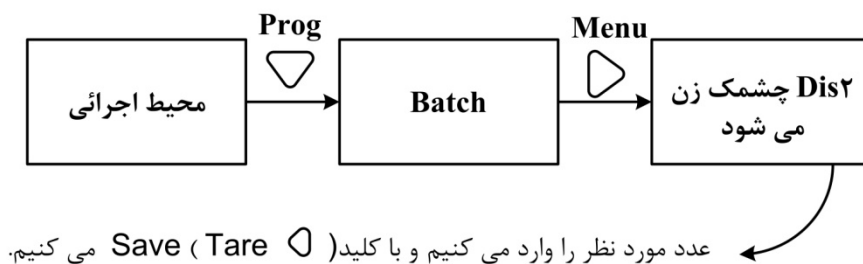 Prog
Menu
محیط اجرائی
Batch
Dis۲ چشمک زن
می شود
عدد مورد نظر را وارد می کنیم و با کلید( Save ( Tare می کنیم.